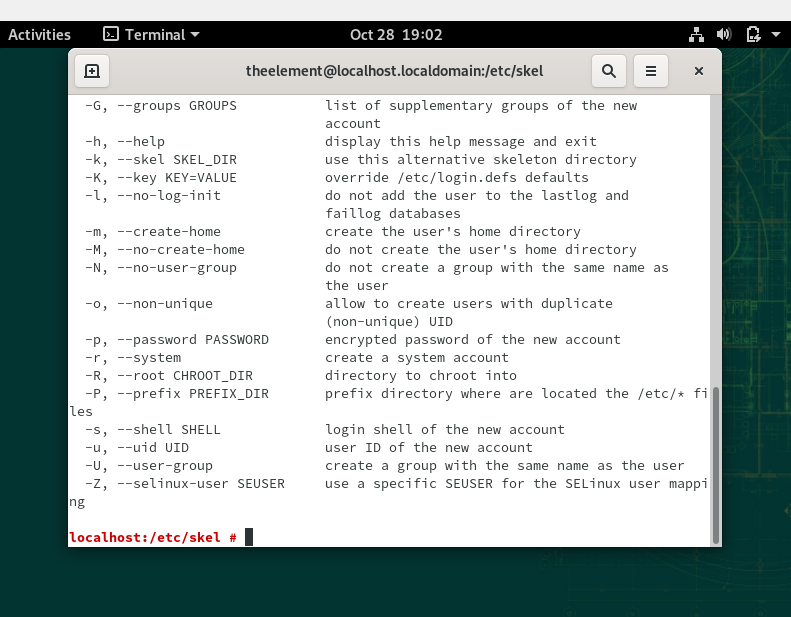 Activities Terminal Oct 28 19:02
theelement@localhost.localdomain:/etc/skel
-G, --groups GROUPS list of supplementary groups of the new
account
-h, --help display this help message and exit
-k, --skel SKEL_DIR use this alternative skeleton directory
-K, --key KEY=VALUE override /etc/login.defs defaults
-l, --no-log-init do not add the user to the lastlog and
faillog databases
-m, --create-home create the user's home directory
-M, --no-create-home do not create the user's home directory
-N, --no-user-group do not create a group with the same name as
the user
-o, --non-unique allow to create users with duplicate
(non-unique) UID
-p, --password PASSWORD encrypted password of the new account
-r, --system create a system account
-R, --root CHROOT_DIR directory to chroot into
-P, --prefix PREFIX_DIR prefix directory where are located the /etc/* fi
les
-s, --shell SHELL login shell of the new account
-u, --uid UID user ID of the new account
-U, --user-group create a group with the same name as the user
-Z, --selinux-user SEUSER use a specific SEUSER for the SELinux user mappi
ng
localhost:/etc/skel #